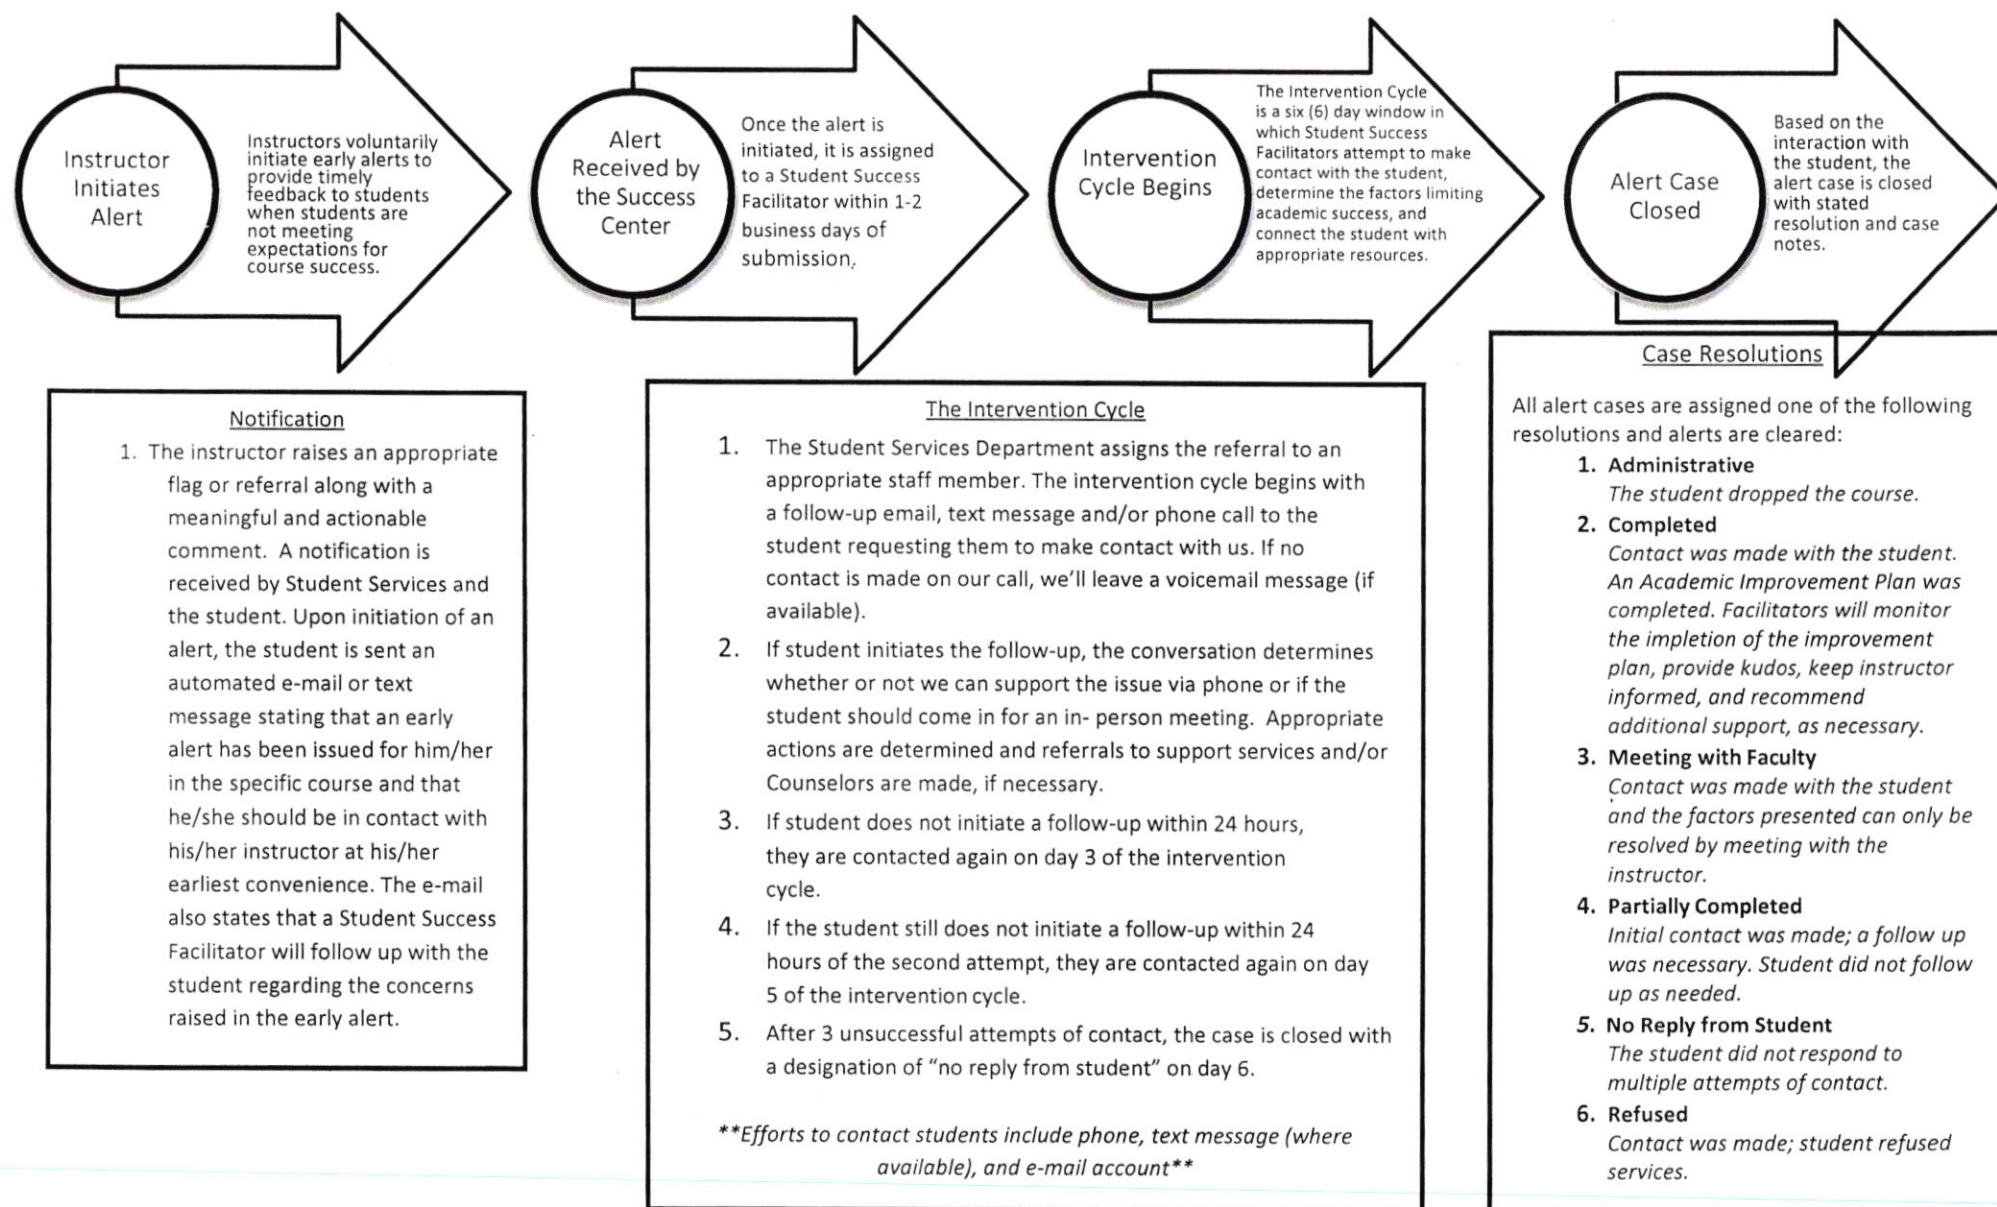 Instructor
Initiates
Alert
Instructors voluntarily
initiate early alerts to
provide timely
feedback to students
when students are
not meeting
expectations for
course success.
Alert
Received by
the Success
Center
Once the alert is
initiated, it is assigned
to a Student Success
Facilitator within 1-2
business days of
submission.
Intervention
Cycle Begins
The Intervention Cycle
is a six (6) day window in
which Student Success
Facilitators attempt to make
contact with the student,
determine the factors limiting
academic success, and
connect the student with
appropriate resources.
Alert Case
Closed
Based on the
interaction with
the student, the
alert case is closed
with stated
resolution and case
notes.
Notification
1. The instructor raises an appropriate
flag or referral along with a
meaningful and actionable
comment. A notification is
received by Student Services and
the student. Upon initiation of an
alert, the student is sent an
automated e-mail or text
message stating that an early
alert has been issued for him/her
in the specific course and that
he/she should be in contact with
his/her instructor at his/her
earliest convenience. The e-mail
also states that a Student Success
Facilitator will follow up with the
student regarding the concerns
raised in the early alert.
The Intervention Cycle
1. The Student Services Department assigns the referral to an
appropriate staff member. The intervention cycle begins with
a follow-up email, text message and/or phone call to the
student requesting them to make contact with us. If no
contact is made on our call, we'll leave a voicemail message (if
available).
2. If student initiates the follow-up, the conversation determines
whether or not we can support the issue via phone or if the
student should come in for an in- person meeting. Appropriate
actions are determined and referrals to support services and/or
Counselors are made, if necessary.
3. If student does not initiate a follow-up within 24 hours,
they are contacted again on day 3 of the intervention
cycle.
4. If the student still does not initiate a follow-up within 24
hours of the second attempt, they are contacted again on day
5 of the intervention cycle.
5. After 3 unsuccessful attempts of contact, the case is closed with
a designation of "no reply from student" on day 6.
**Efforts to contact students include phone, text message (where
available), and e-mail account**
Case Resolutions
All alert cases are assigned one of the following
resolutions and alerts are cleared:
1. Administrative
The student dropped the course.
2. Completed
Contact was made with the student.
An Academic Improvement Plan was
completed. Facilitators will monitor
the impletion of the improvement
plan, provide kudos, keep instructor
informed, and recommend
additional support, as necessary.
3. Meeting with Faculty
Contact was made with the student
and the factors presented can only be
resolved by meeting with the
instructor.
4. Partially Completed
Initial contact was made; a follow up
was necessary. Student did not follow
up as needed.
5. No Reply from Student
The student did not respond to
multiple attempts of contact.
6. Refused
Contact was made; student refused
services.